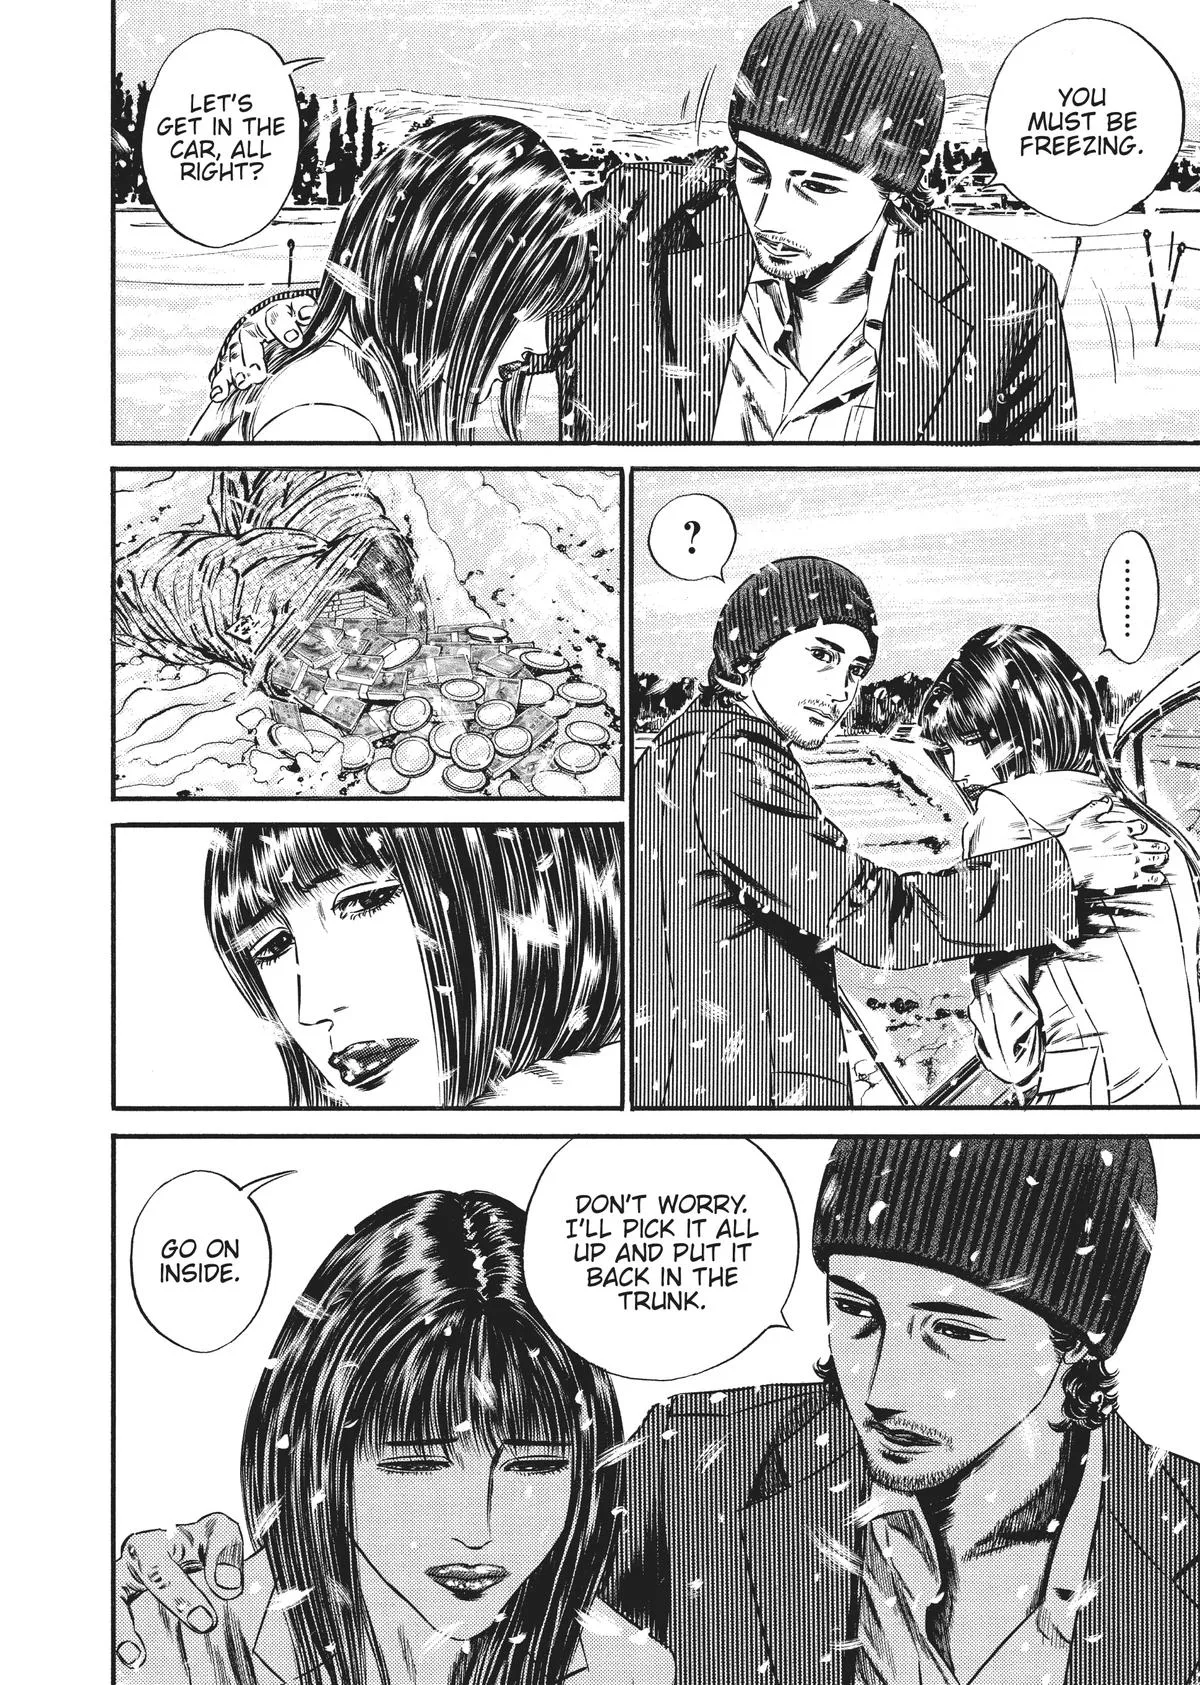 YOU
MUST BE
FREEZING.
LET'S
GET IN THE
CAR, ALL
RIGHT?
........
?
DON'T WORRY.
I'LL PICK IT ALL
UP AND PUT IT
BACK IN THE
TRUNK.
GO ON
INSIDE.